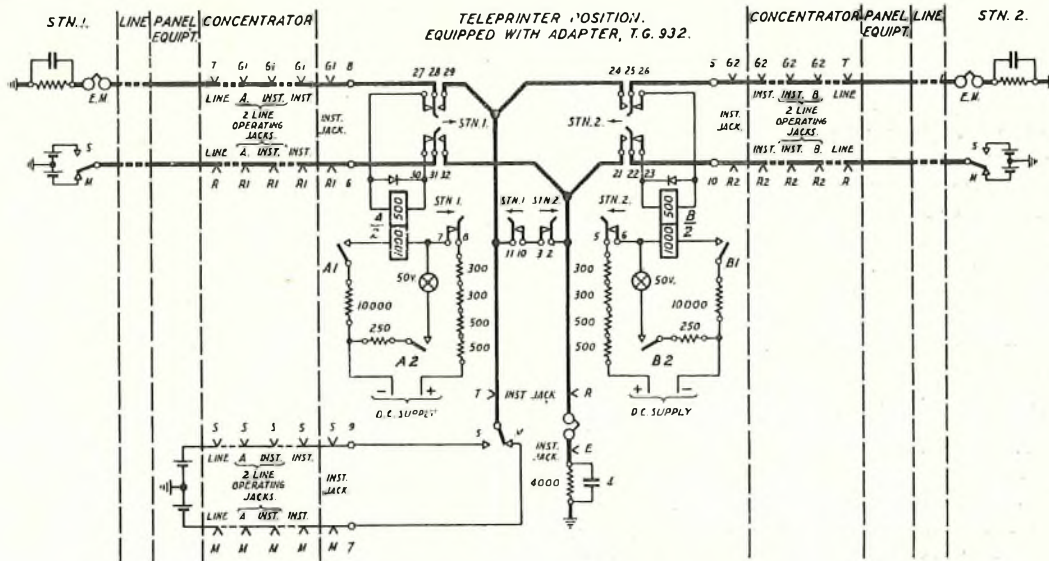 STN. 1. LINE PANEL EQUIPT. CONCENTRATOR TELEPRINTER POSITION. CONCENTRATOR PANEL EQUIPT. LINE STN. 2.
EQUIPPED WITH ADAPTER, T.G. 932.
T G1 G1 G1 G1 8 27 28 29 24 25 26 5 G2 G2 G2 G2 T
E.M. E.M.
LINE A. INST. INST INST. INST. B. LINE
2 LINE OPERATING JACKS.
INST. JACK.
STN. 1. STN. 2.
INST. JACK.
2 LINE OPERATING JACKS.
LINE A. INST. INST INST. INST. B. LINE
S M S M
R R1 R1 R1 R1 6 30 31 32 21 22 23 10 R2 R2 R2 R2 R
A/2 500 1000 STN 1. STN.1 STN.2. STN.2. B/2 500 1000
7 8 11 10 3 2 5 6
A1 50V. 300 300 50V. B1
10000 300 300 10000
250 500 500 250
A2 500 500 B2
- + + -
D.C. SUPPLY D.C. SUPPLY
T INST JACK R
S S S S S 9 S M
LINE A INST. INST.
2 LINE OPERATING JACKS.
INST. JACK
INST. JACK E
4000 4
LINE A INST. INST
M M M M M 7